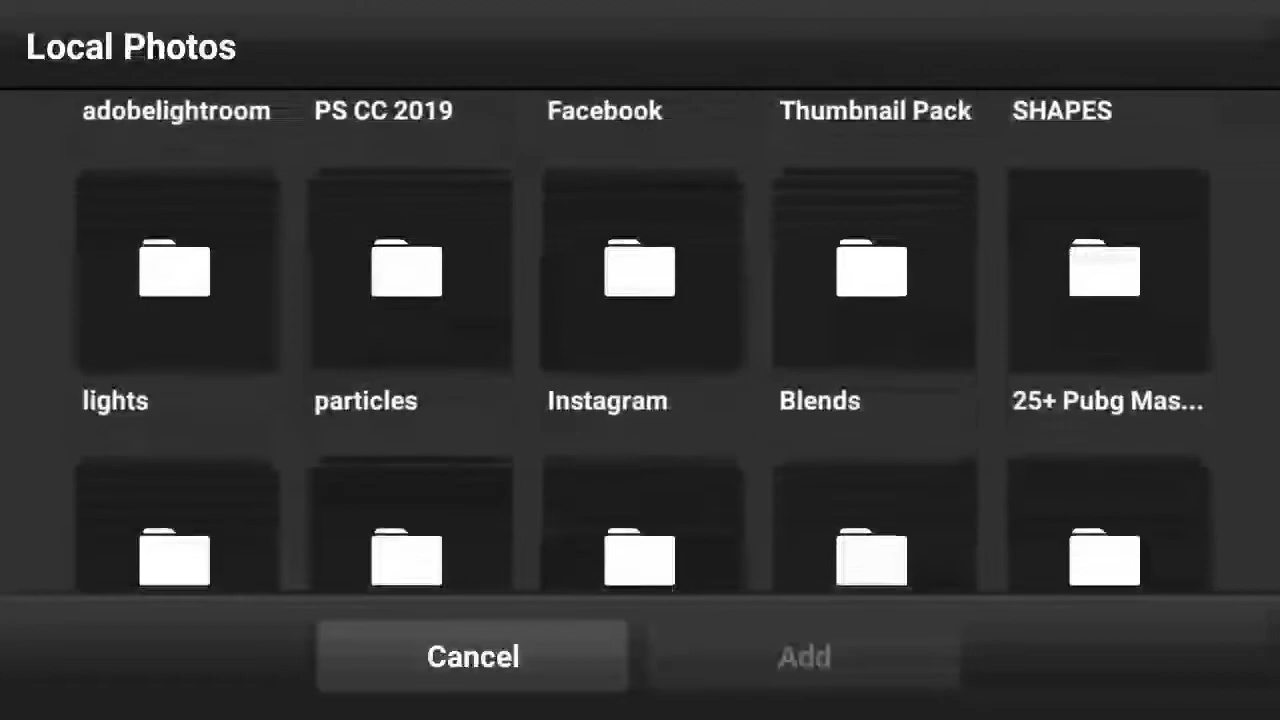 Local Photos
adobelightroom PS CC 2019 Facebook Thumbnail Pack SHAPES
lights particles Instagram Blends 25+ Pubg Mas...
Cancel Add